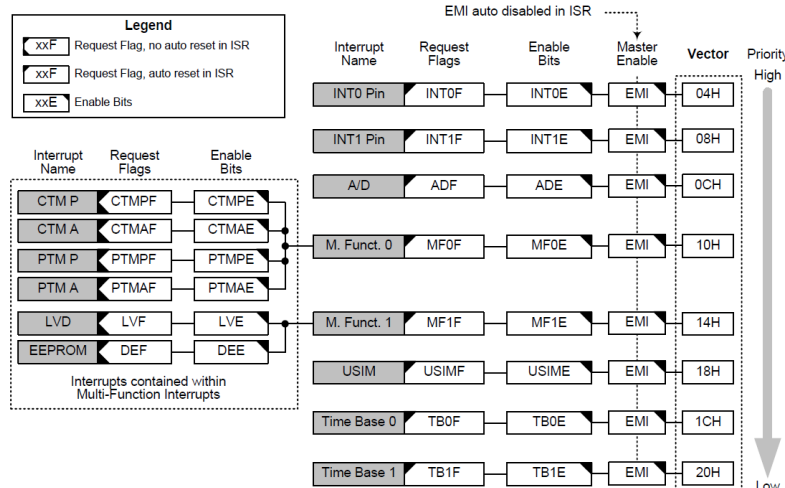 EMI auto disabled in ISR
Legend
xxF Request Flag, no auto reset in ISR
xxF Request Flag, auto reset in ISR
xxE Enable Bits
Interrupt Name Request Flags Enable Bits Master Enable Vector Priority
High
INT0 Pin INT0F INT0E EMI 04H
INT1 Pin INT1F INT1E EMI 08H
A/D ADF ADE EMI 0CH
M. Funct. 0 MF0F MF0E EMI 10H
M. Funct. 1 MF1F MF1E EMI 14H
USIM USIMF USIME EMI 18H
Time Base 0 TB0F TB0E EMI 1CH
Time Base 1 TB1F TB1E EMI 20H
Low
Interrupt Name Request Flags Enable Bits
CTM P CTMPF CTMPE
CTM A CTMAF CTMAE
PTM P PTMPF PTMPE
PTM A PTMAF PTMAE
LVD LVF LVE
EEPROM DEF DEE
Interrupts contained within
Multi-Function Interrupts